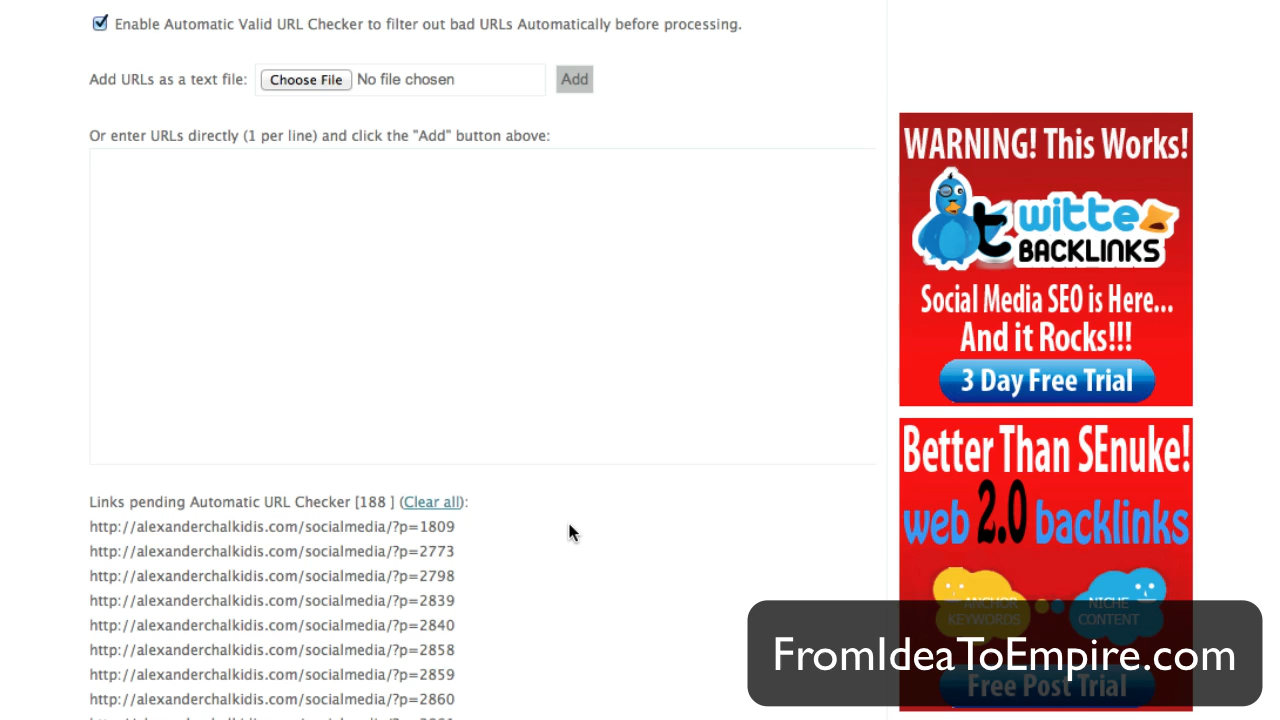 Enable Automatic Valid URL Checker to filter out bad URLs Automatically before processing.
Add URLs as a text file: Choose File No file chosen Add
Or enter URLs directly (1 per line) and click the "Add" button above:
Links pending Automatic URL Checker [188 ] (Clear all):
http://alexanderchalkidis.com/socialmedia/?p=1809
http://alexanderchalkidis.com/socialmedia/?p=2773
http://alexanderchalkidis.com/socialmedia/?p=2798
http://alexanderchalkidis.com/socialmedia/?p=2839
http://alexanderchalkidis.com/socialmedia/?p=2840
http://alexanderchalkidis.com/socialmedia/?p=2858
http://alexanderchalkidis.com/socialmedia/?p=2859
http://alexanderchalkidis.com/socialmedia/?p=2860
WARNING! This Works!
twitte
BACKLINKS
Social Media SEO is Here...
And it Rocks!!!
3 Day Free Trial
Better Than SEnuke!
web 2.0 backlinks
ANCHOR
KEYWORDS
NICHE
CONTENT
FromIdeaToEmpire.com
Free Post Trial